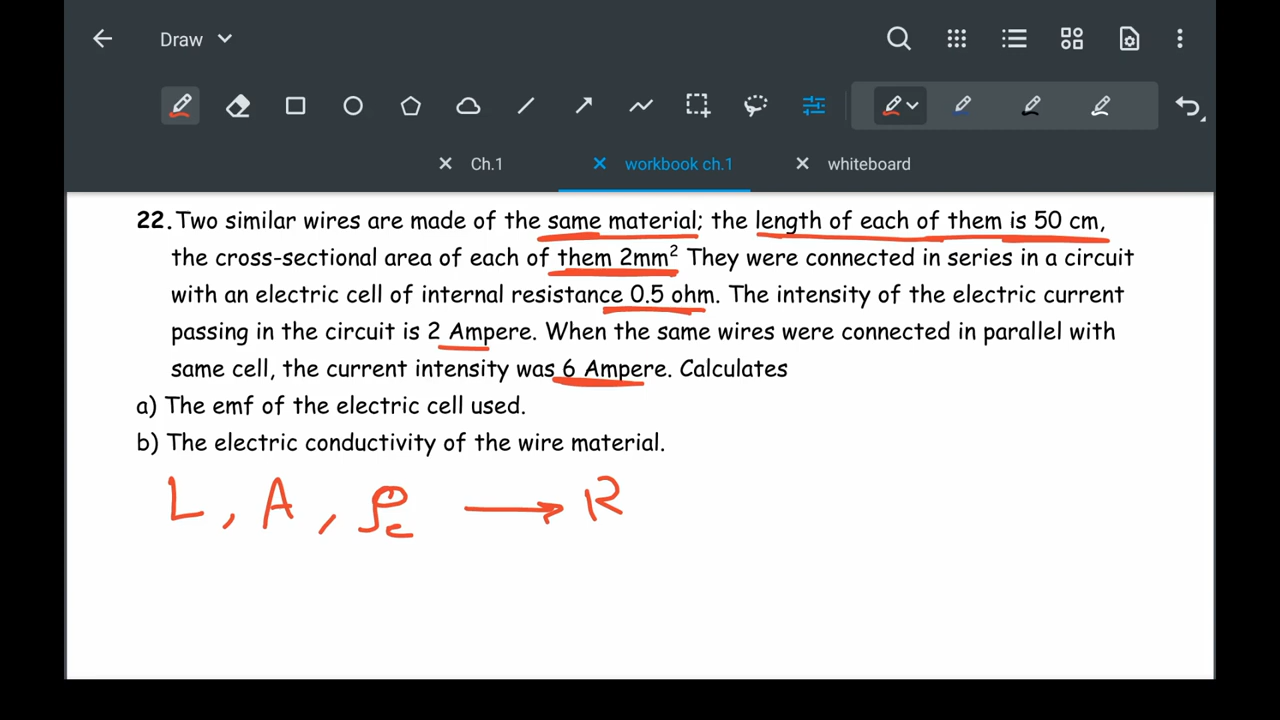 Draw
Ch.1 workbook ch.1 whiteboard
22. Two similar wires are made of the same material; the length of each of them is 50 cm,
the cross-sectional area of each of them 2mm² They were connected in series in a circuit
with an electric cell of internal resistance 0.5 ohm. The intensity of the electric current
passing in the circuit is 2 Ampere. When the same wires were connected in parallel with
same cell, the current intensity was 6 Ampere. Calculates
a) The emf of the electric cell used.
b) The electric conductivity of the wire material.
L, A, ρe → R